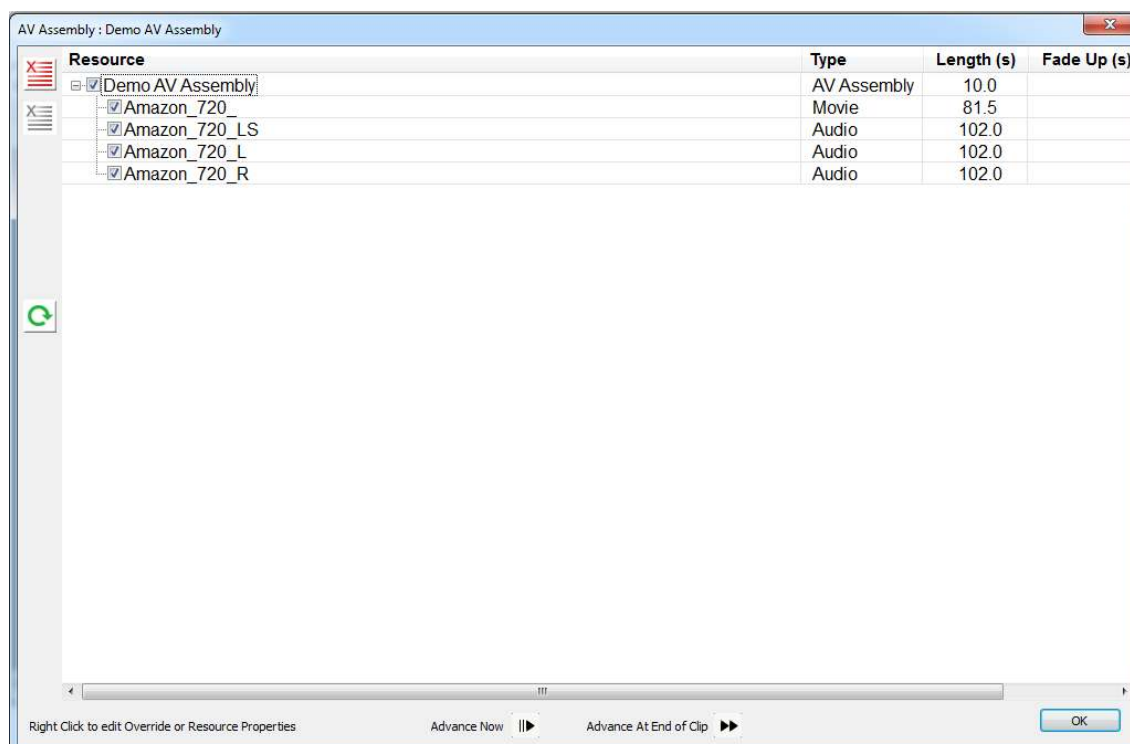 AV Assembly : Demo AV Assembly
Resource Type Length (s) Fade Up (s)
Demo AV Assembly AV Assembly 10.0
Amazon_720_ Movie 81.5
Amazon_720_LS Audio 102.0
Amazon_720_L Audio 102.0
Amazon_720_R Audio 102.0
Right Click to edit Override or Resource Properties Advance Now Advance At End of Clip OK